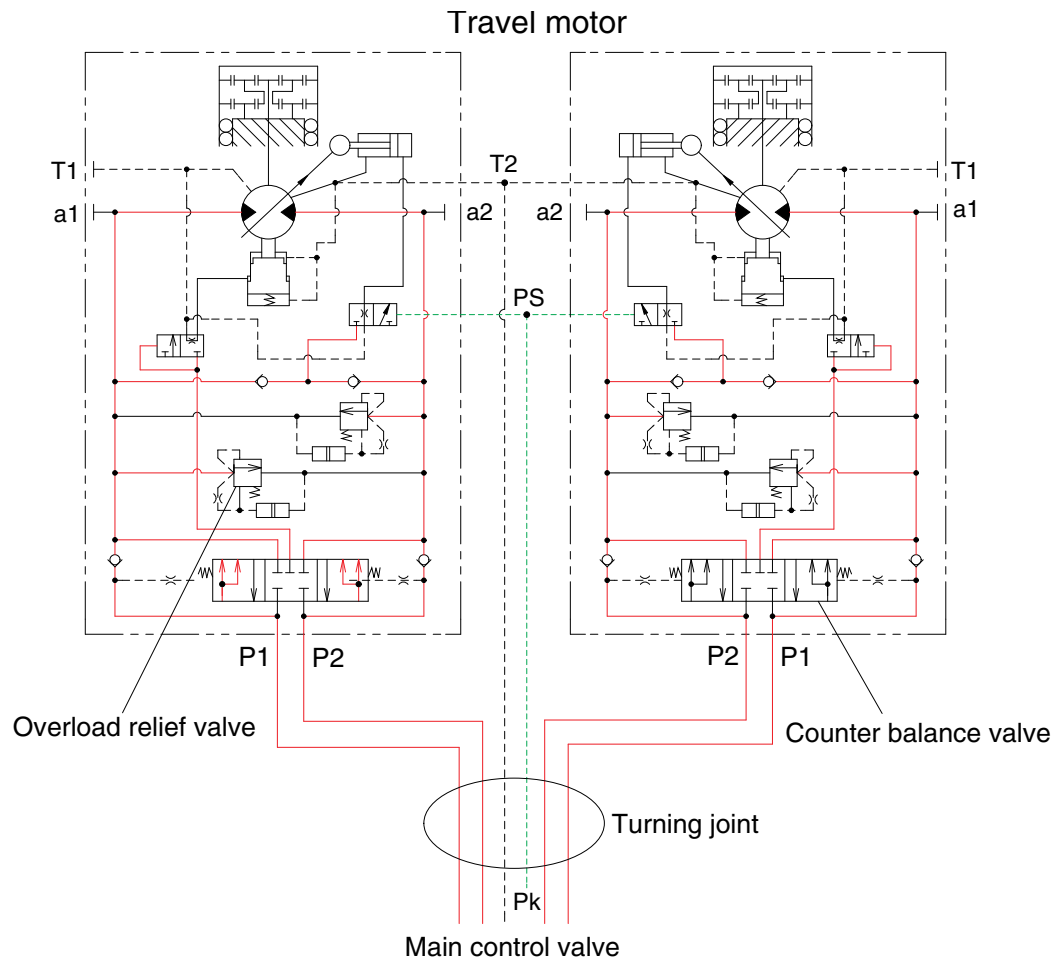 Travel motor
T1
T2
T1
a1
a2
a2
a1
PS
P1
P2
P2
P1
Overload relief valve
Counter balance valve
Turning joint
Pk
Main control valve